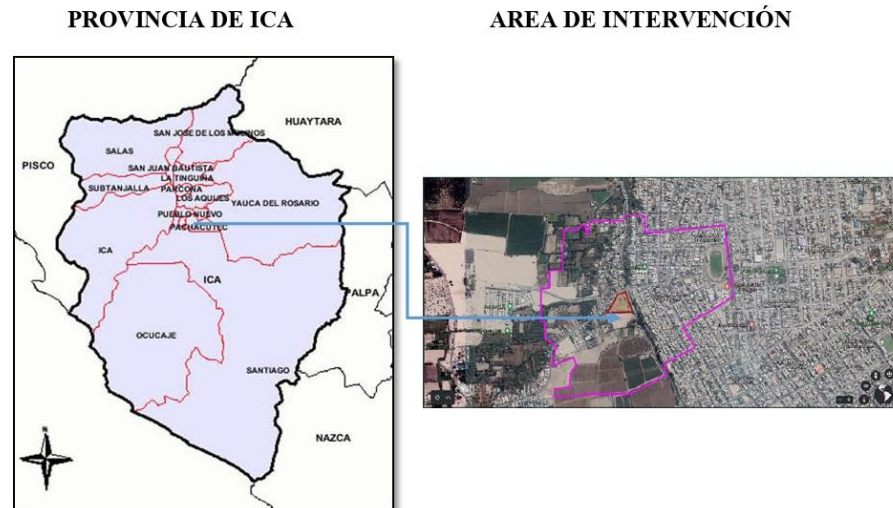 PROVINCIA DE ICA
AREA DE INTERVENCIÓN
HUAYTARA
SAN JOSE DE LOS MOLINOS
SALAS
PISCO
SAN JUAN BAUTISTA
LA TINGUIÑA
SUBTANJALLA
PARCONA
LOS AQUIJES
YAUCA DEL ROSARIO
PUEBLO NUEVO
PACHACUTEC
ICA
ICA
PALPA
OCUCAJE
SANTIAGO
NAZCA
N